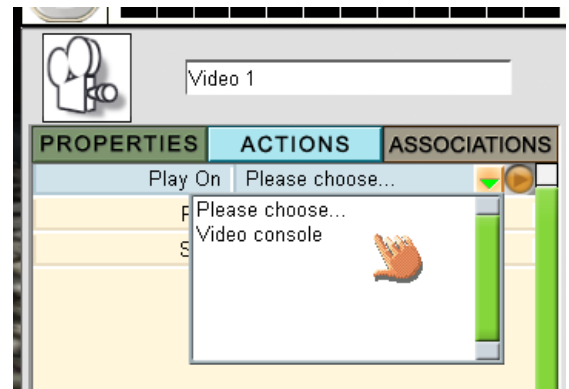 Video 1
PROPERTIES ACTIONS ASSOCIATIONS
Play On Please choose...
Please choose...
Video console